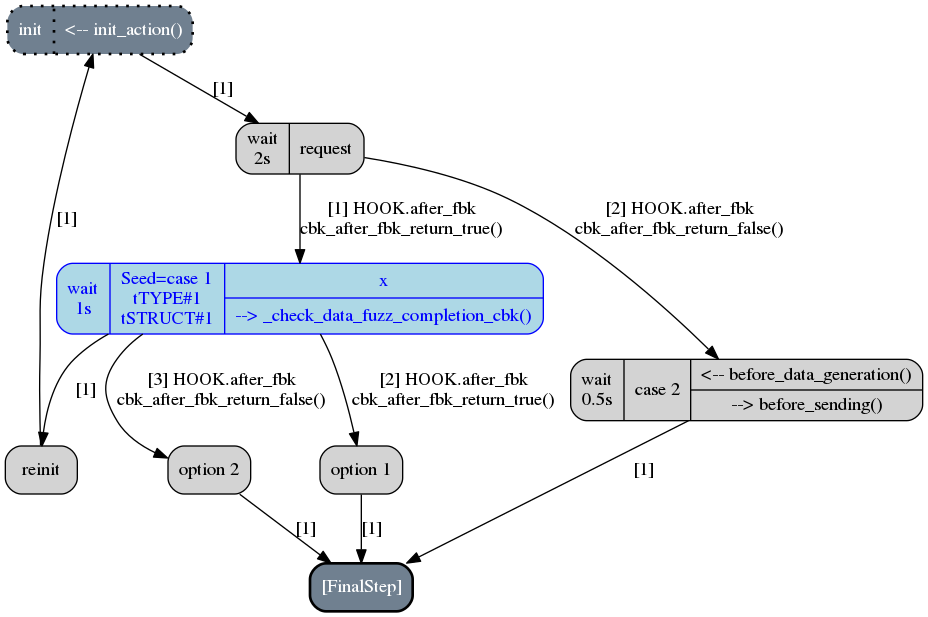 init
<-- init_action()
[1]
wait
2s
request
[1]
[1] HOOK.after_fbk
cbk_after_fbk_return_true()
[2] HOOK.after_fbk
cbk_after_fbk_return_false()
wait
1s
Seed=case 1
tTYPE#1
tSTRUCT#1
x
--> _check_data_fuzz_completion_cbk()
[1]
[3] HOOK.after_fbk
cbk_after_fbk_return_false()
[2] HOOK.after_fbk
cbk_after_fbk_return_true()
wait
0.5s
case 2
<-- before_data_generation()
--> before_sending()
reinit
option 2
option 1
[1]
[1]
[1]
[FinalStep]